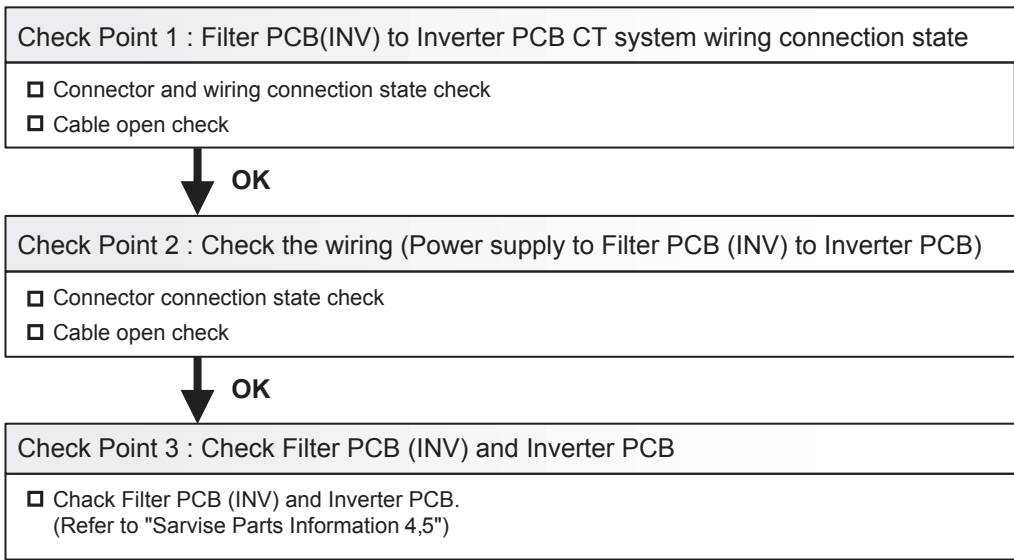 Check Point 1 : Filter PCB(INV) to Inverter PCB CT system wiring connection state
Connector and wiring connection state check
Cable open check
OK
Check Point 2 : Check the wiring (Power supply to Filter PCB (INV) to Inverter PCB)
Connector connection state check
Cable open check
OK
Check Point 3 : Check Filter PCB (INV) and Inverter PCB
Chack Filter PCB (INV) and Inverter PCB.
(Refer to "Sarvise Parts Information 4,5")